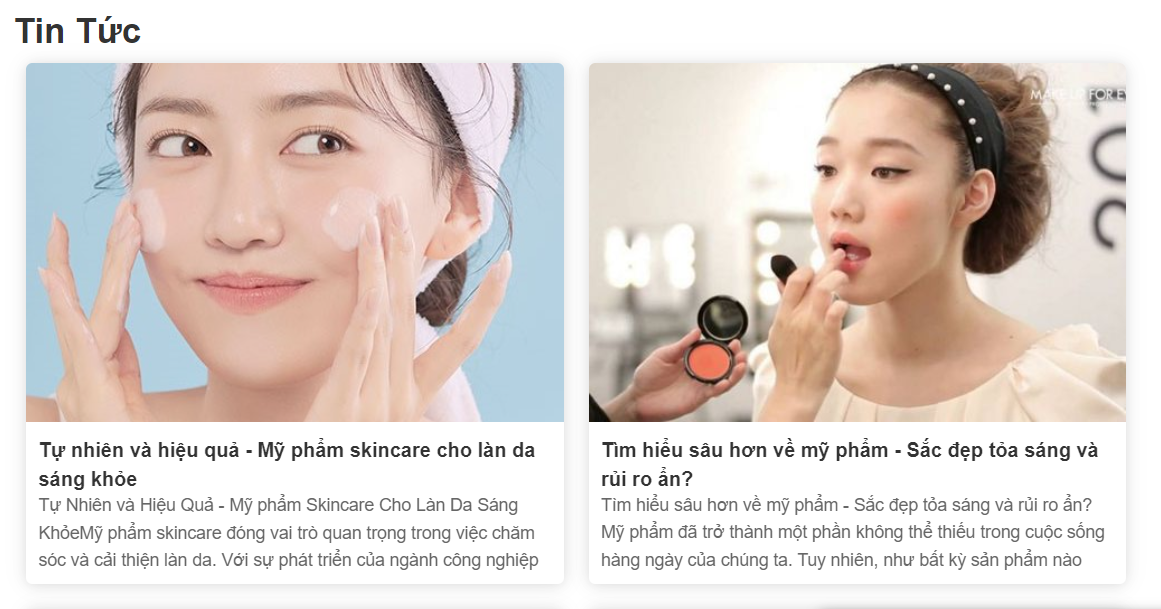 Tin Tức
MAKE UP FOR
Tự nhiên và hiệu quả - Mỹ phẩm skincare cho làn da
sáng khỏe
Tự Nhiên và Hiệu Quả - Mỹ phẩm Skincare Cho Làn Da Sáng
KhỏeMỹ phẩm skincare đóng vai trò quan trọng trong việc chăm
sóc và cải thiện làn da. Với sự phát triển của ngành công nghiệp
Tìm hiểu sâu hơn về mỹ phẩm - Sắc đẹp tỏa sáng và
rủi ro ẩn?
Tìm hiểu sâu hơn về mỹ phẩm - Sắc đẹp tỏa sáng và rủi ro ẩn?
Mỹ phẩm đã trở thành một phần không thể thiếu trong cuộc sống
hàng ngày của chúng ta. Tuy nhiên, như bất kỳ sản phẩm nào